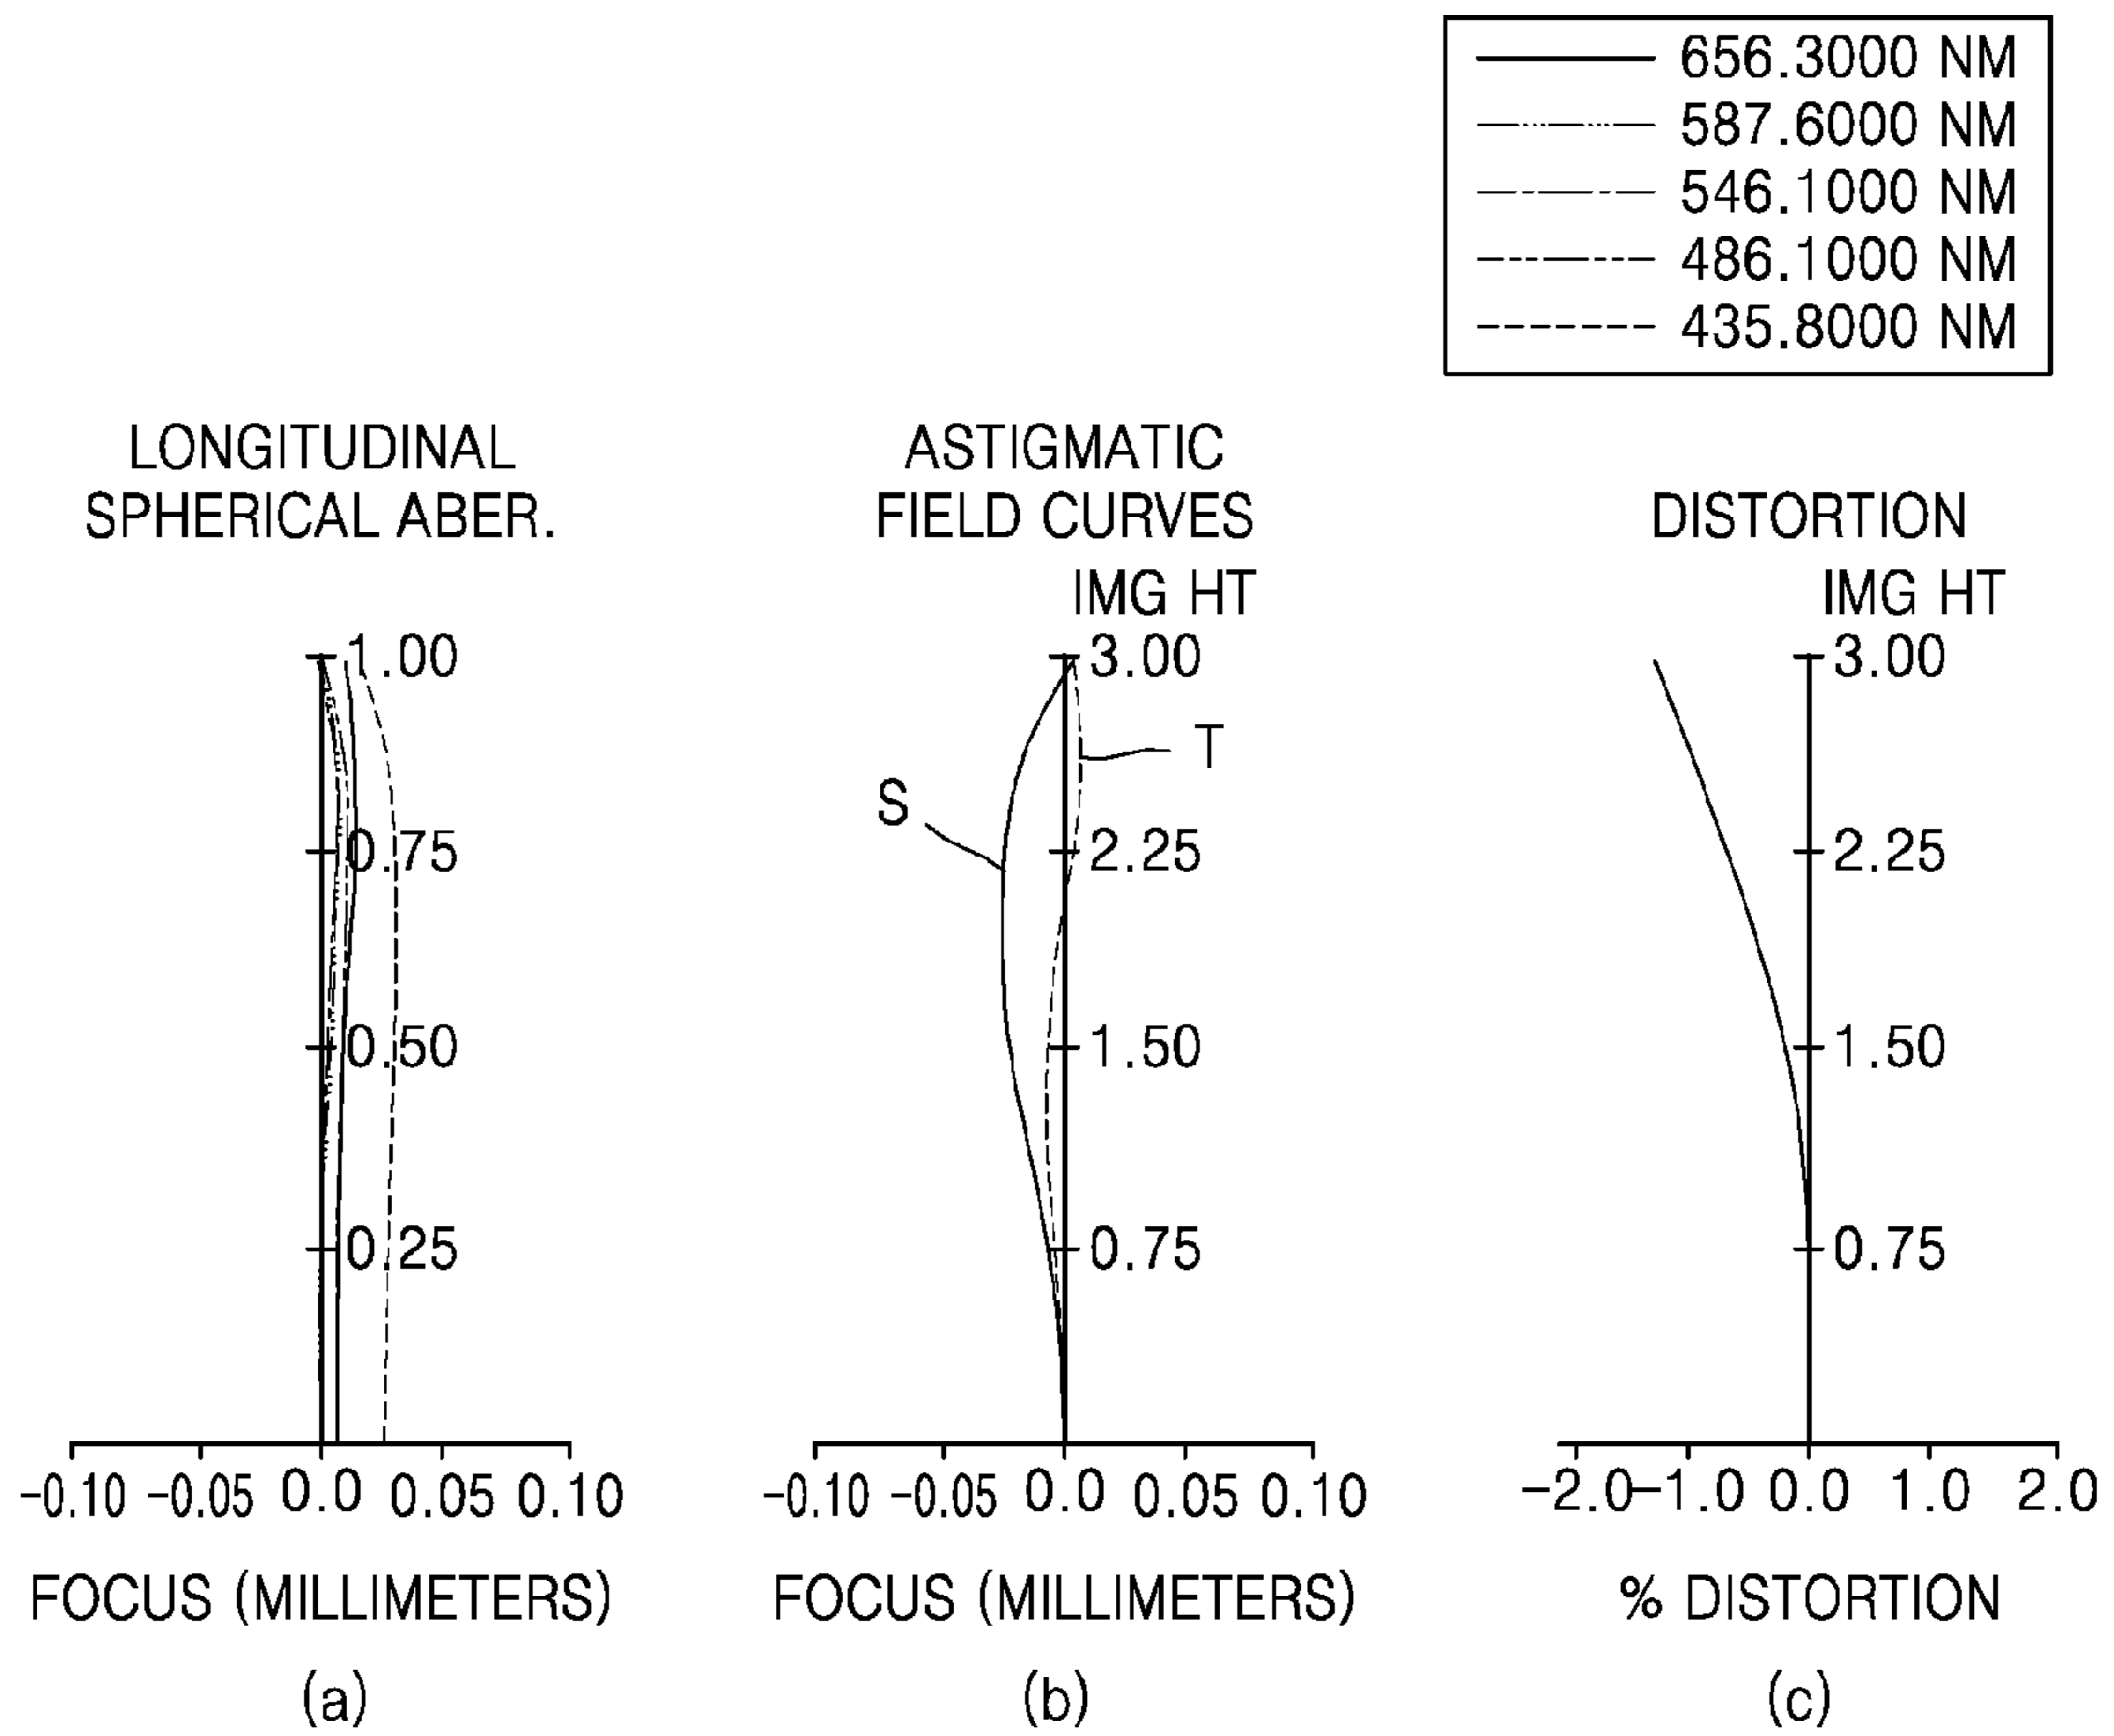 656.3000 NM
587.6000 NM
546.1000 NM
486.1000 NM
435.8000 NM
LONGITUDINAL
SPHERICAL ABER.
1.00
0.75
0.50
0.25
-0.10 -0.05 0.0 0.05 0.10
FOCUS (MILLIMETERS)
(a)
ASTIGMATIC
FIELD CURVES
IMG HT
3.00
T
S
2.25
1.50
0.75
-0.10 -0.05 0.0 0.05 0.10
FOCUS (MILLIMETERS)
(b)
DISTORTION
IMG HT
3.00
2.25
1.50
0.75
-2.0 -1.0 0.0 1.0 2.0
% DISTORTION
(c)